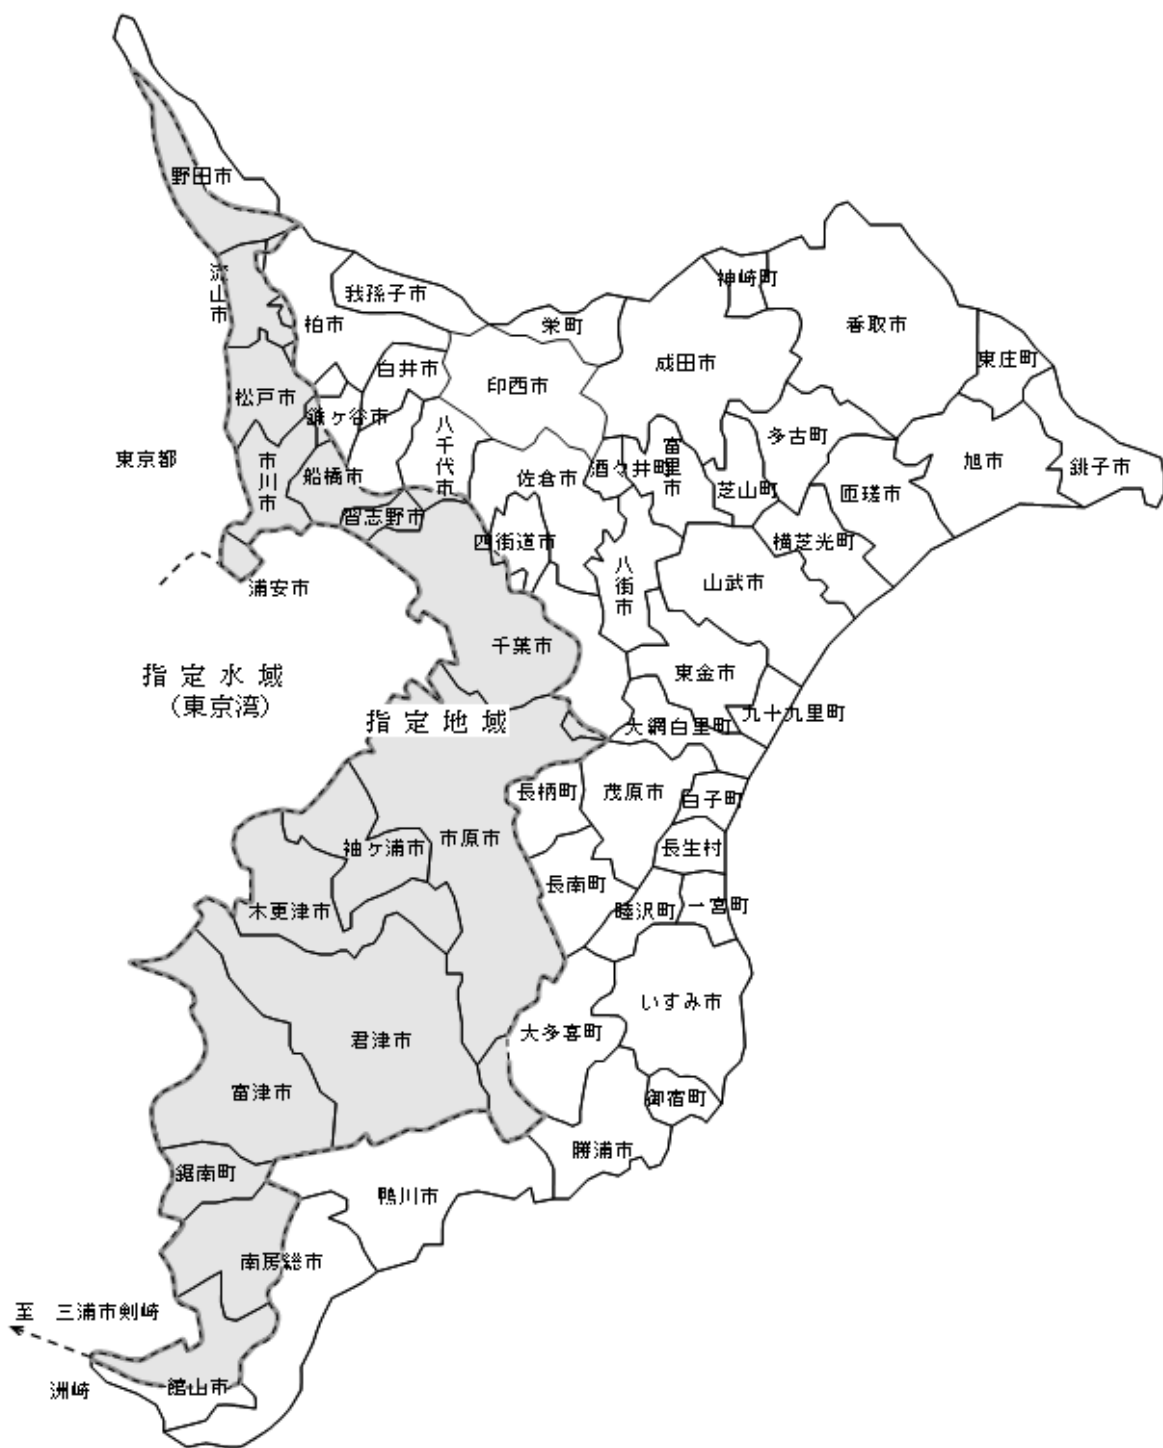 野田市
流山市
柏市
我孫子市
栄町
神崎町
香取市
成田市
東庄町
白井市
印西市
松戸市
鎌ヶ谷市
八千代市
多古町
東京都
市川市
船橋市
佐倉市
酒々井町
富里市
芝山町
匝瑳市
旭市
銚子市
習志野市
四街道市
八街市
横芝光町
山武市
浦安市
千葉市
東金市
指定水域
(東京湾)
指定地域
大網白里町
九十九里町
長柄町
茂原市
白子町
袖ヶ浦市
市原市
長生村
木更津市
長南町
睦沢町
一宮町
いすみ市
君津市
大多喜町
富津市
御宿町
勝浦市
鋸南町
鴨川市
南房総市
至 三浦市剣崎
洲崎
館山市